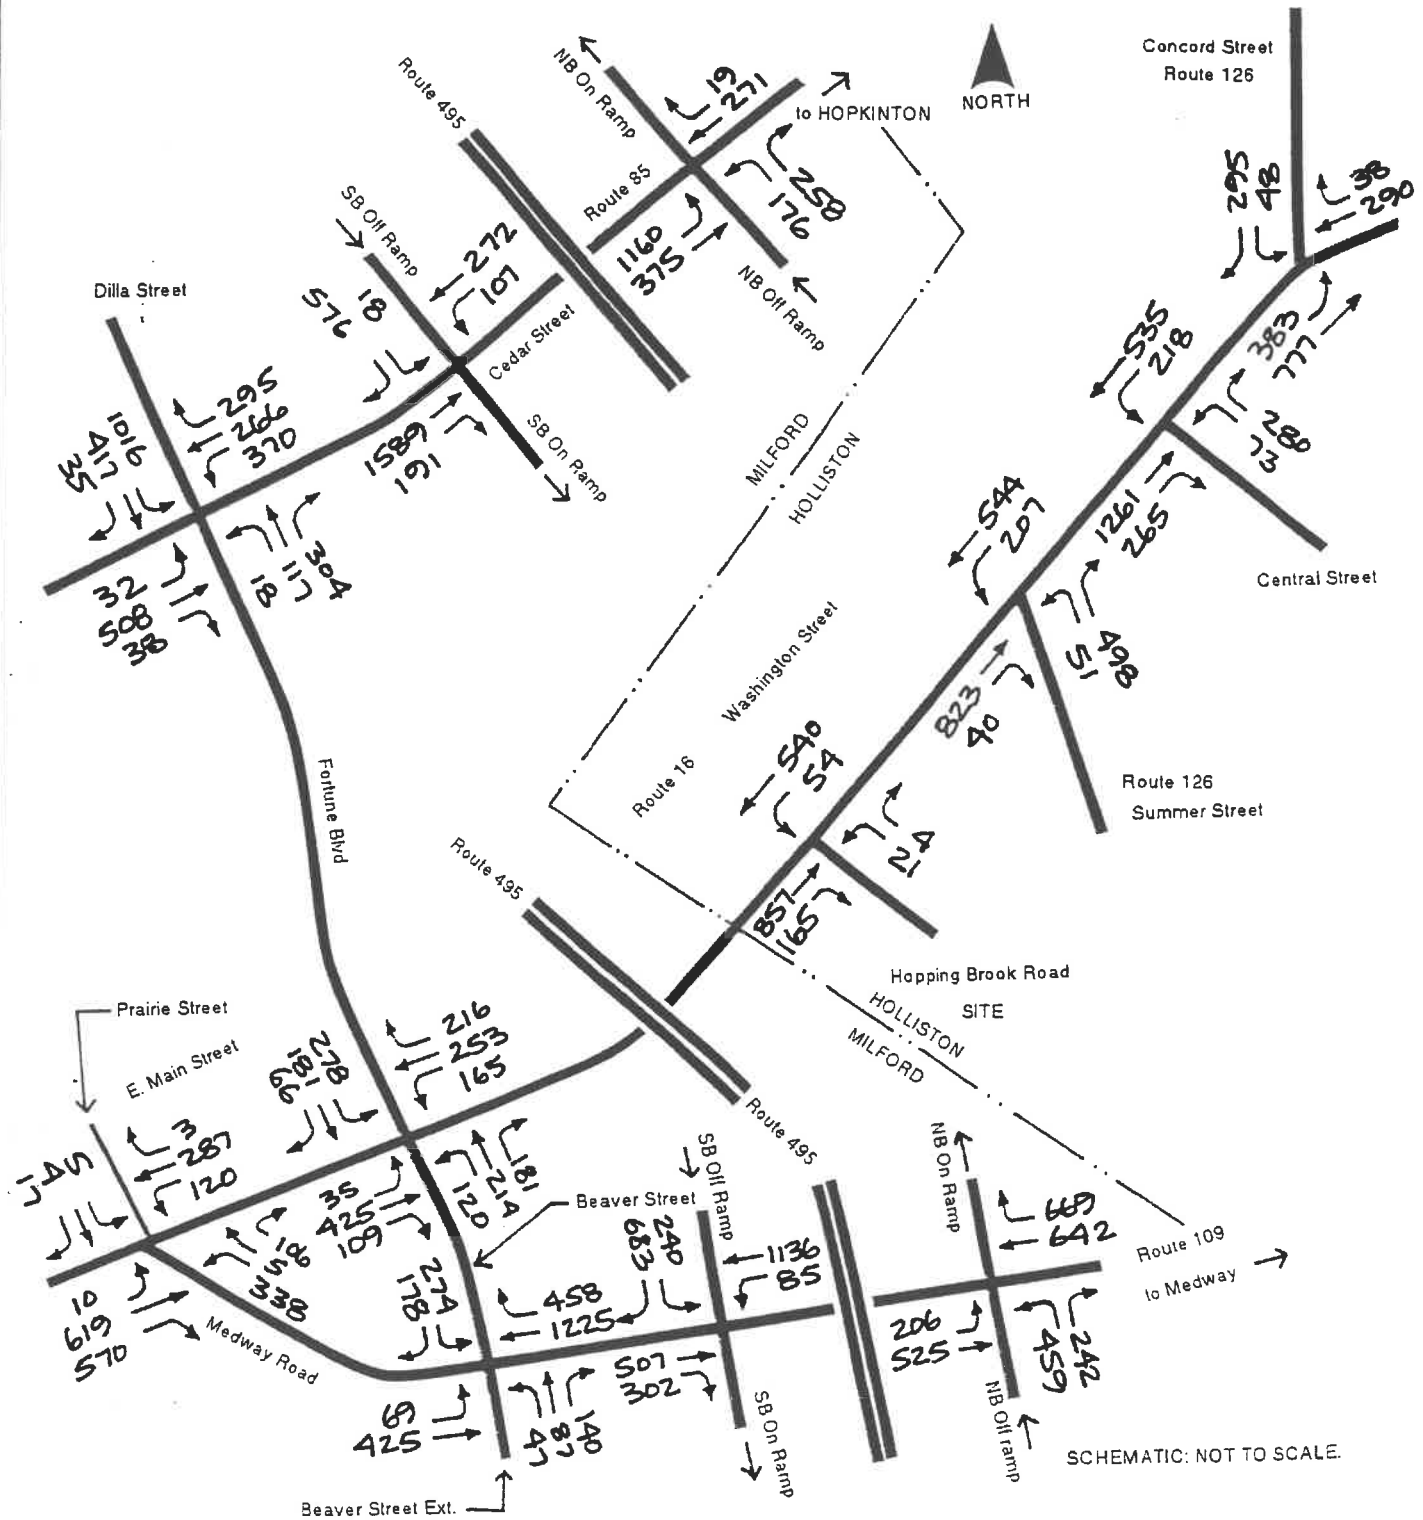 Concord Street
Route 126
NORTH
295
48
38
290
383
777
535
218
280
73
Central Street
1261
265
544
207
498
51
823
40
Route 126
Summer Street
Washington Street
Route 16
540
54
4
21
857
165
Hopping Brook Road
SITE
MILFORD
HOLLISTON
HOLLISTON
MILFORD
NB On Ramp
19
271
to HOPKINTON
Route 495
Route 85
258
176
1160
375
NB Off Ramp
SB Off Ramp
272
107
18
576
Cedar Street
1589
191
SB On Ramp
Dilla Street
295
266
370
1016
417
35
32
508
38
304
117
18
Fortune Blvd
Route 495
Prairie Street
E. Main Street
216
253
165
278
181
69
3
287
120
35
425
109
181
214
120
10
619
570
106
5
338
Medway Road
Beaver Street
274
178
458
1225
69
425
140
87
47
Beaver Street Ext.
Route 495
SB Off Ramp
240
683
1136
85
507
302
SB On Ramp
NB On Ramp
669
642
206
525
242
459
NB Off ramp
Route 109
to Medway
SCHEMATIC: NOT TO SCALE.